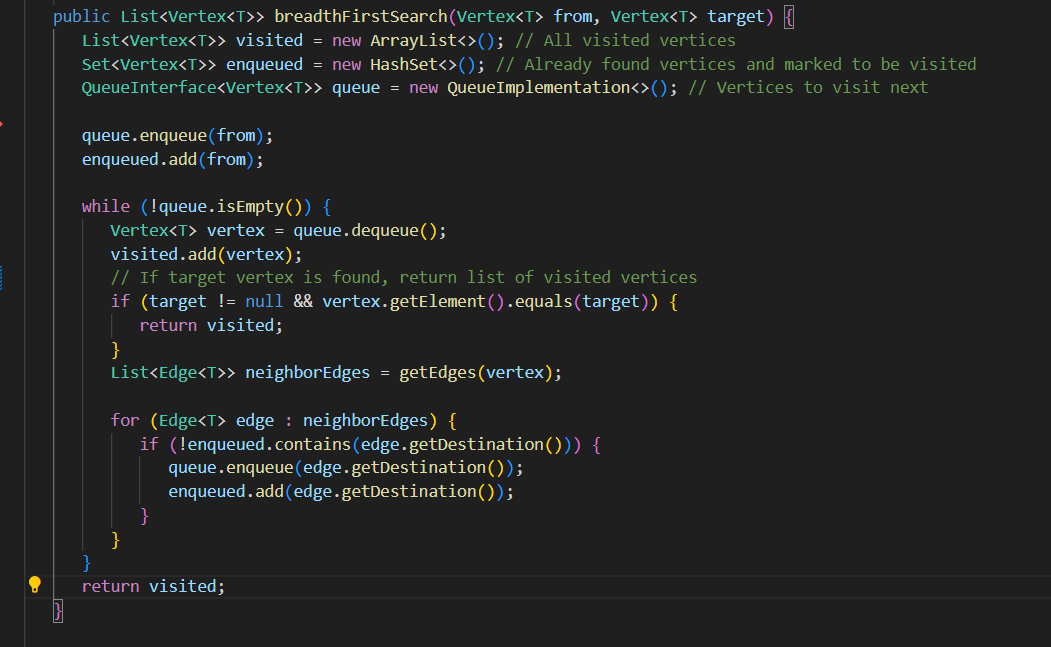 public List<Vertex<T>> breadthFirstSearch(Vertex<T> from, Vertex<T> target) {
List<Vertex<T>> visited = new ArrayList<>(); // All visited vertices
Set<Vertex<T>> enqueued = new HashSet<>(); // Already found vertices and marked to be visited
QueueInterface<Vertex<T>> queue = new QueueImplementation<>(); // Vertices to visit next
queue.enqueue(from);
enqueued.add(from);
while (!queue.isEmpty()) {
Vertex<T> vertex = queue.dequeue();
visited.add(vertex);
// If target vertex is found, return list of visited vertices
if (target != null && vertex.getElement().equals(target)) {
return visited;
}
List<Edge<T>> neighborEdges = getEdges(vertex);
for (Edge<T> edge : neighborEdges) {
if (!enqueued.contains(edge.getDestination())) {
queue.enqueue(edge.getDestination());
enqueued.add(edge.getDestination());
}
}
}
return visited;
}